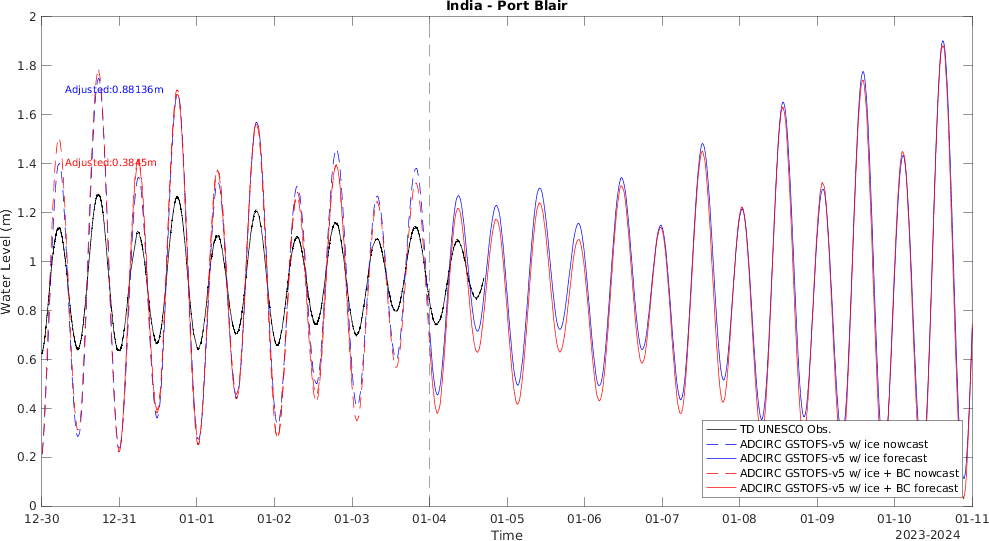 India - Port Blair
2
1.8
1.6
1.4
1.2
1
0.8
0.6
0.4
0.2
0
Water Level (m)
Adjusted:0.88136m
Adjusted:0.3845m
TD UNESCO Obs.
ADCIRC GSTOFS-v5 w/ ice nowcast
ADCIRC GSTOFS-v5 w/ ice forecast
ADCIRC GSTOFS-v5 w/ ice + BC nowcast
ADCIRC GSTOFS-v5 w/ ice + BC forecast
12-30 12-31 01-01 01-02 01-03 01-04 01-05 01-06 01-07 01-08 01-09 01-10 01-11
Time
2023-2024